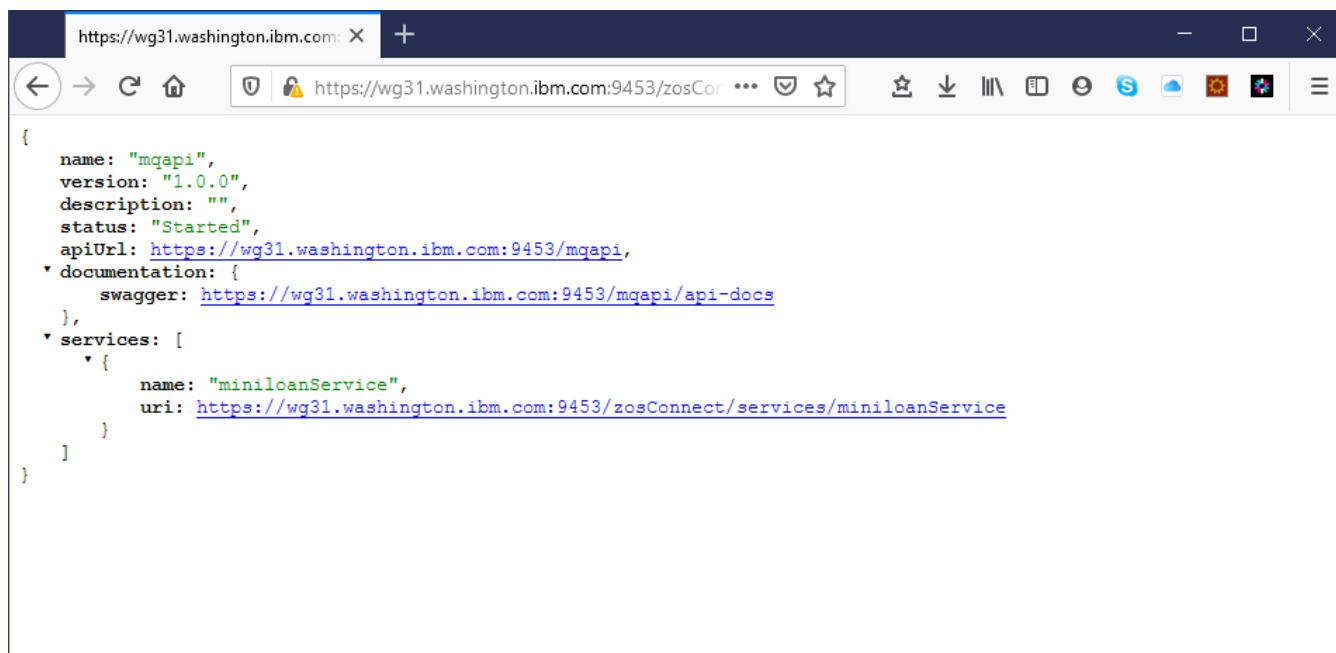 https://wg31.washington.ibm.com:
https://wg31.washington.ibm.com:9453/zosCor
{
name: "mqapi",
version: "1.0.0",
description: "",
status: "Started",
apiUrl: https://wg31.washington.ibm.com:9453/mqapi,
documentation: {
swagger: https://wg31.washington.ibm.com:9453/mqapi/api-docs
},
services: [
{
name: "miniloanService",
uri: https://wg31.washington.ibm.com:9453/zosConnect/services/miniloanService
}
]
}